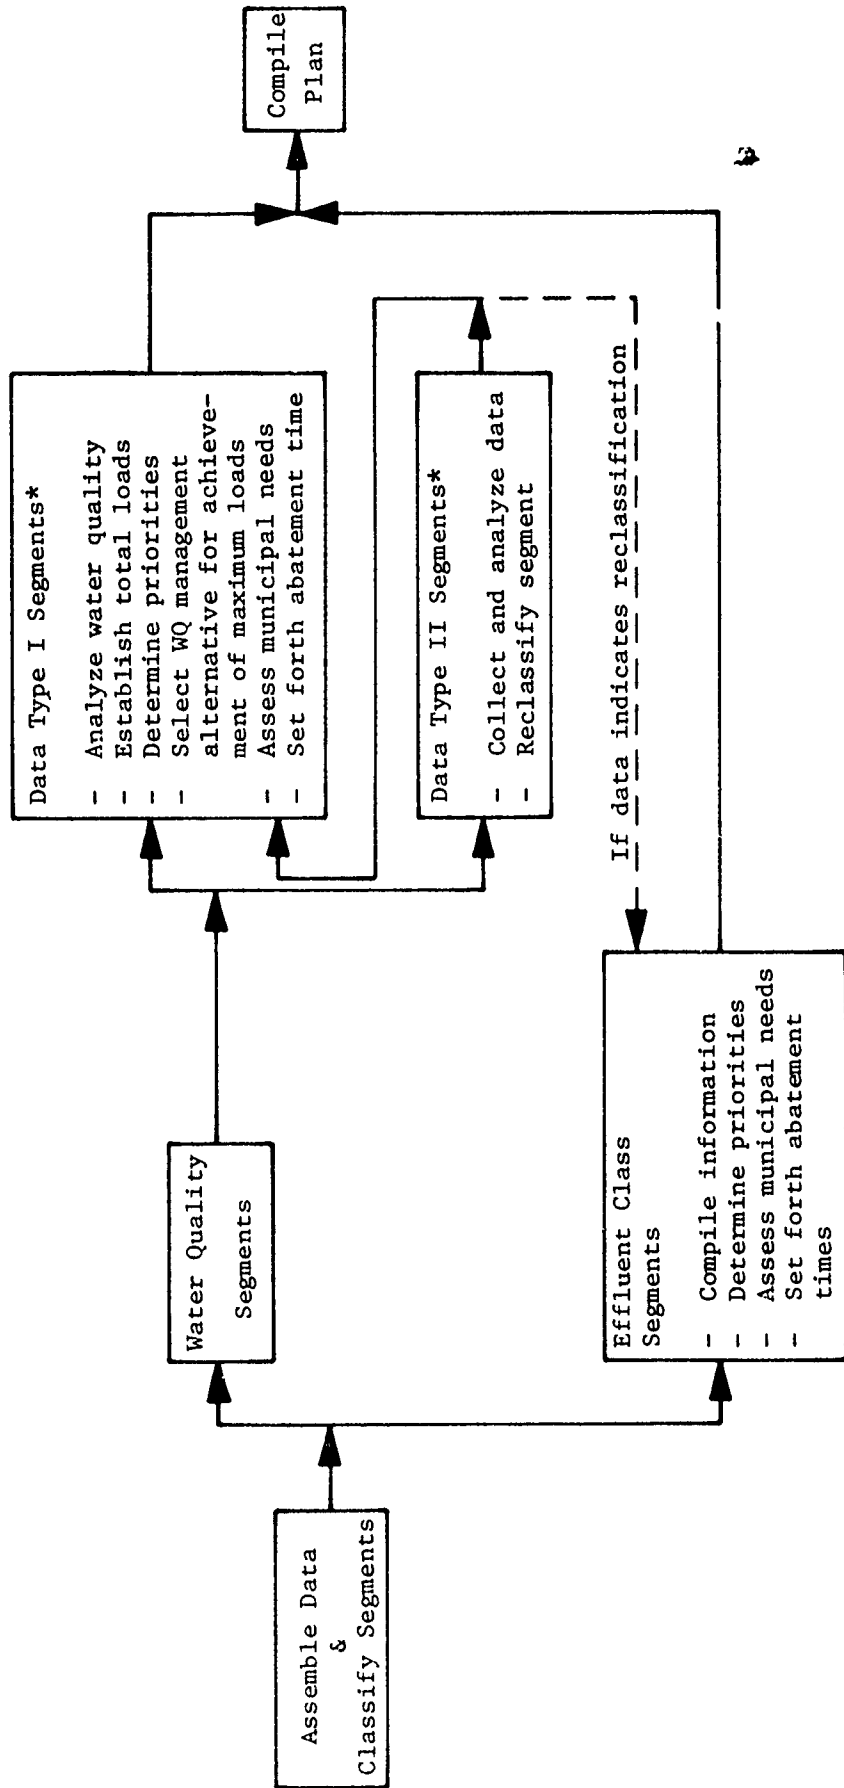 Assemble Data
&
Classify Segments
Water Quality
Segments
Effluent Class
Segments
- Compile information
- Determine priorities
- Assess municipal needs
- Set forth abatement
times
Data Type I Segments*
- Analyze water quality
- Establish total loads
- Determine priorities
- Select WQ management
alternative for achieve-
ment of maximum loads
- Assess municipal needs
- Set forth abatement time
Data Type II Segments*
- Collect and analyze data
- Reclassify segment
If data indicates reclassification
Compile
Plan